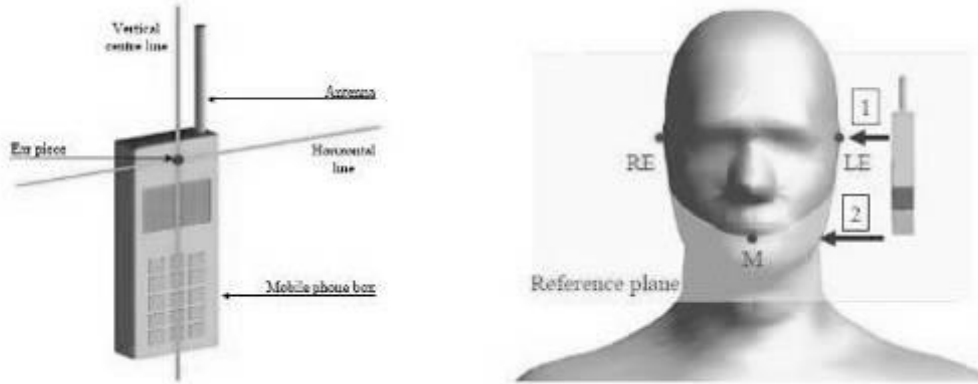 Vertical
centre line
Antenna
Ear piece
Horizontal
line
Mobile phone box
1
RE
LE
2
M
Reference plane